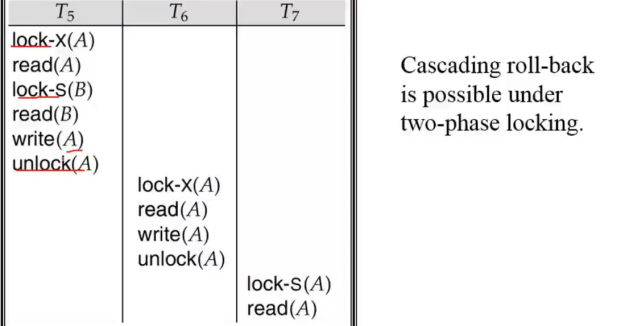 T5 T6 T7
lock-X(A)
read(A)
lock-S(B)
read(B)
write(A)
unlock(A)
lock-X(A)
read(A)
write(A)
unlock(A)
lock-S(A)
read(A)
Cascading roll-back
is possible under
two-phase locking.